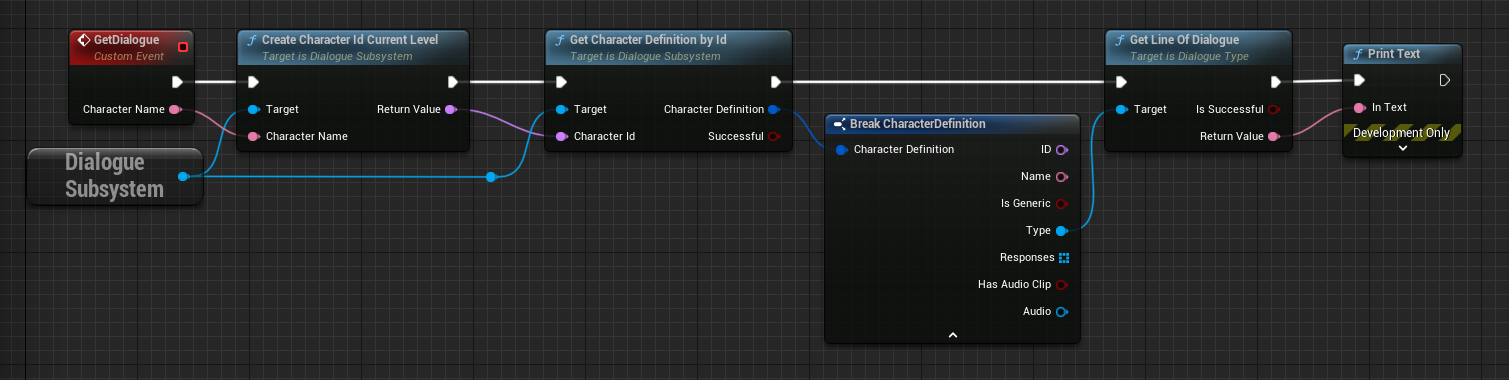 GetDialogue
Custom Event
Character Name
Dialogue
Subsystem
Create Character Id Current Level
Target is Dialogue Subsystem
Target
Return Value
Character Name
Get Character Definition by Id
Target is Dialogue Subsystem
Target
Character Definition
Character Id
Successful
Break CharacterDefinition
Character Definition
ID
Name
Is Generic
Type
Responses
Has Audio Clip
Audio
Get Line Of Dialogue
Target is Dialogue Type
Target
Is Successful
Return Value
Print Text
In Text
Development Only